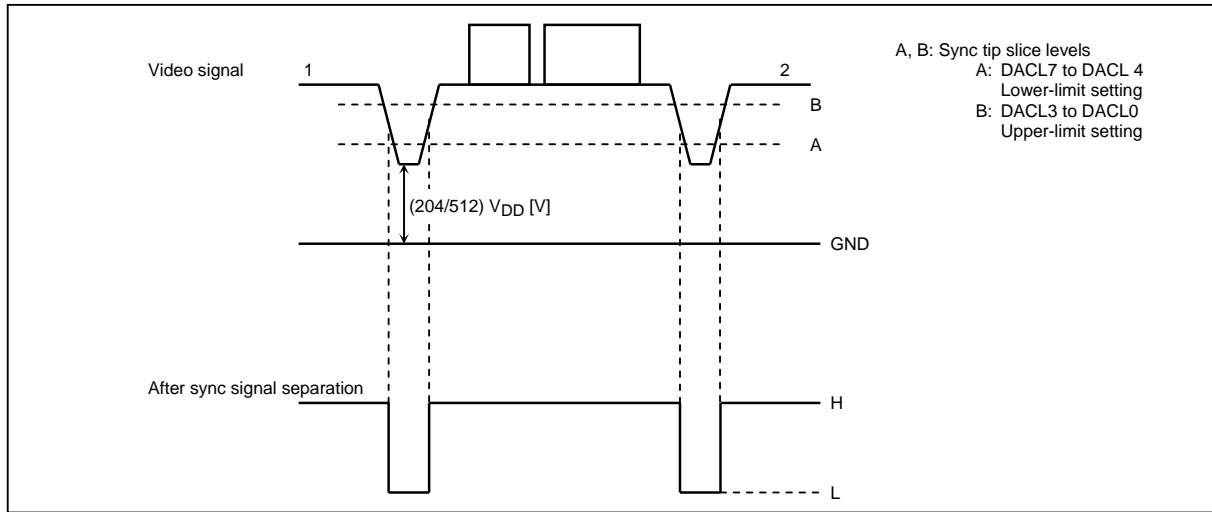 Video signal
1
2
A, B: Sync tip slice levels
A: DACL7 to DACL 4
Lower-limit setting
B: DACL3 to DACL0
Upper-limit setting
B
A
(204/512) VDD [V]
GND
After sync signal separation
H
L